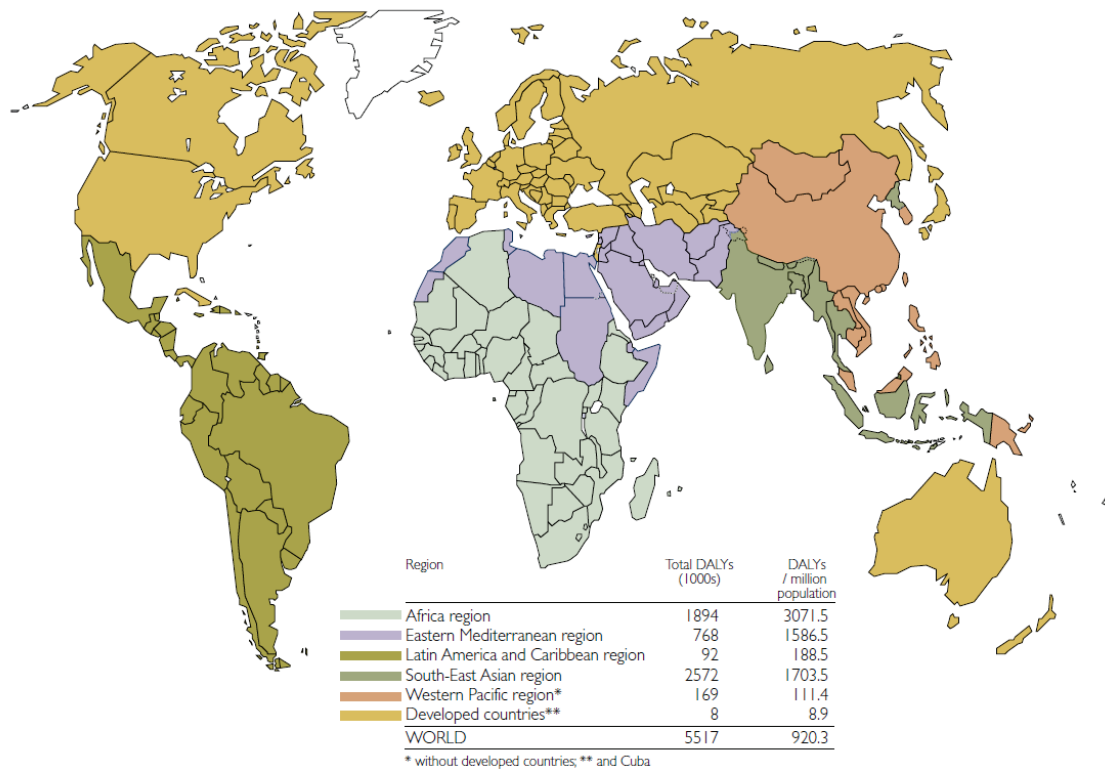 Region Total DALYs (1000s) DALYs / million population
Africa region 1894 3071.5
Eastern Mediterranean region 768 1586.5
Latin America and Caribbean region 92 188.5
South-East Asian region 2572 1703.5
Western Pacific region* 169 111.4
Developed countries** 8 8.9
WORLD 5517 920.3
* without developed countries; ** and Cuba